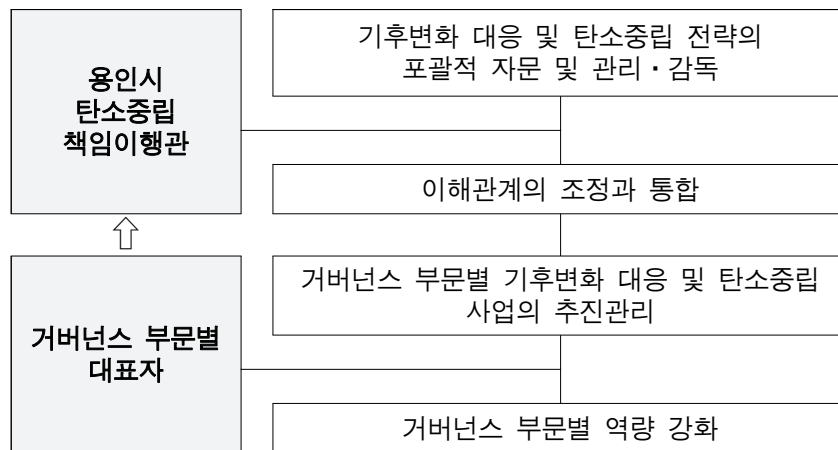 용인시
탄소중립
책임이행관
기후변화 대응 및 탄소중립 전략의
포괄적 자문 및 관리·감독
이해관계의 조정과 통합
거버넌스 부문별
대표자
거버넌스 부문별 기후변화 대응 및 탄소중립
사업의 추진관리
거버넌스 부문별 역량 강화